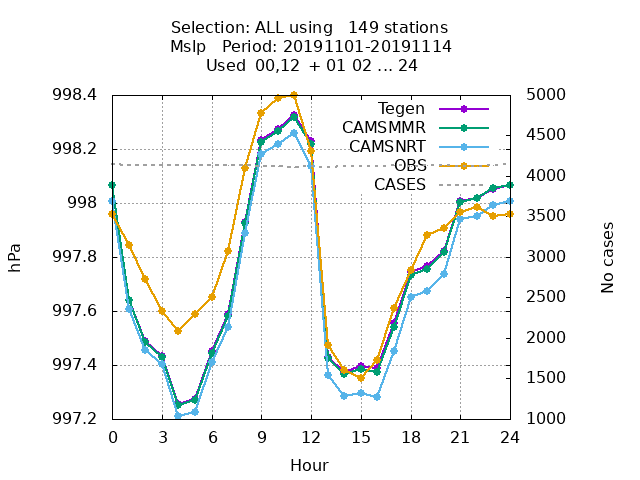 Selection: ALL using   149 stations
Mslp   Period: 20191101-20191114
Used  00,12  + 01 02 ... 24
998.4
998.2
998
997.8
997.6
997.4
997.2
hPa
5000
4500
4000
3500
3000
2500
2000
1500
1000
No cases
Tegen
CAMSMMR
CAMSNRT
OBS
CASES
0 3 6 9 12 15 18 21 24
Hour